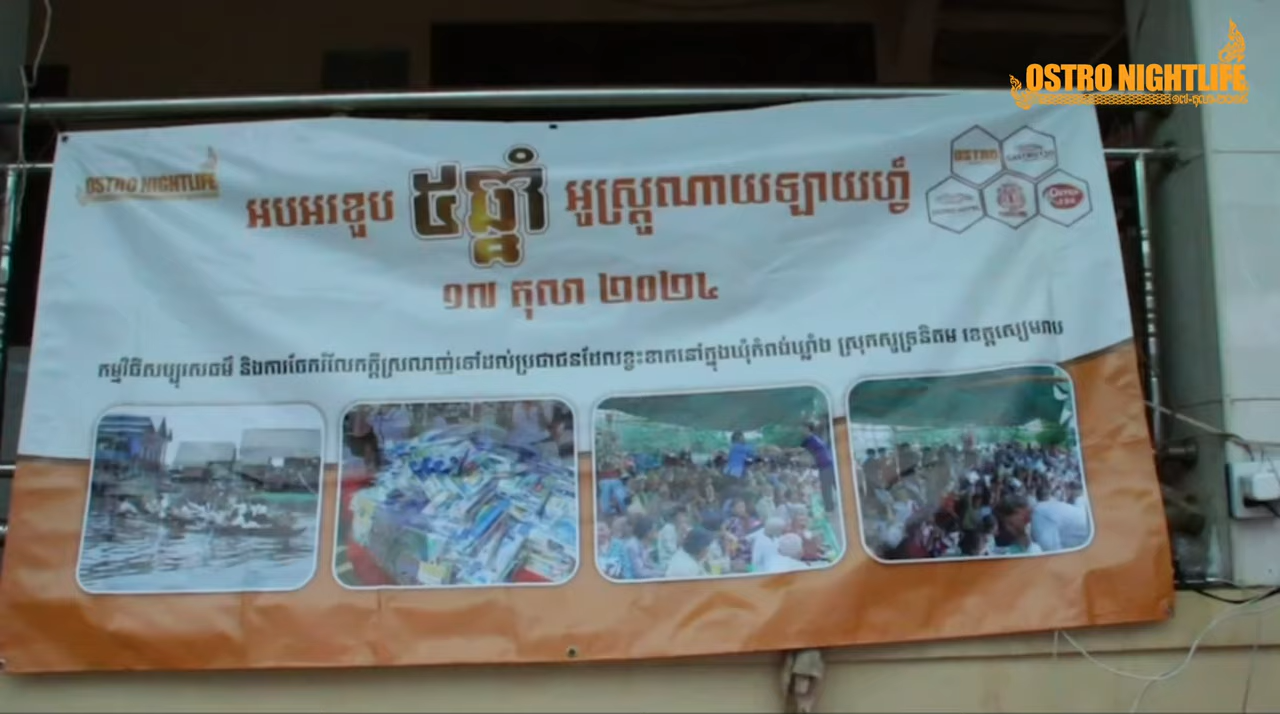 OSTRO NIGHTLIFE
OSTRO NIGHTLIFE
OSTRO
អបអរខួប ៥ឆ្នាំ អូស្ត្រូណាយឡាយហ្វ៍
១៧ តុលា ២០២៤
កម្មវិធីសប្បុរសធម៌ និងការចែករំលែកក្តីស្រលាញ់ទៅដល់ប្រជាជនដែលខ្វះខាតនៅក្នុងឃុំកំពង់ឃ្លាំង ស្រុកសូទ្រនិគម ខេត្តសៀមរាប